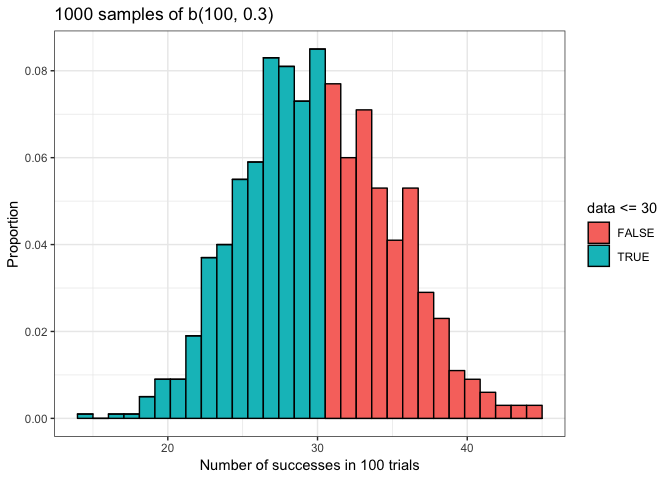 1000 samples of b(100, 0.3)
0.08
0.06
0.04
0.02
0.00
Proportion
20
30
40
Number of successes in 100 trials
data <= 30
FALSE
TRUE